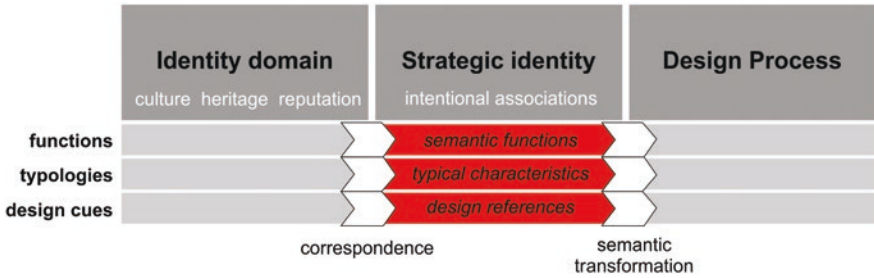 Identity domain
culture heritage reputation
Strategic identity
intentional associations
Design Process
functions
semantic functions
typologies
typical characteristics
design cues
design references
correspondence
semantic
transformation